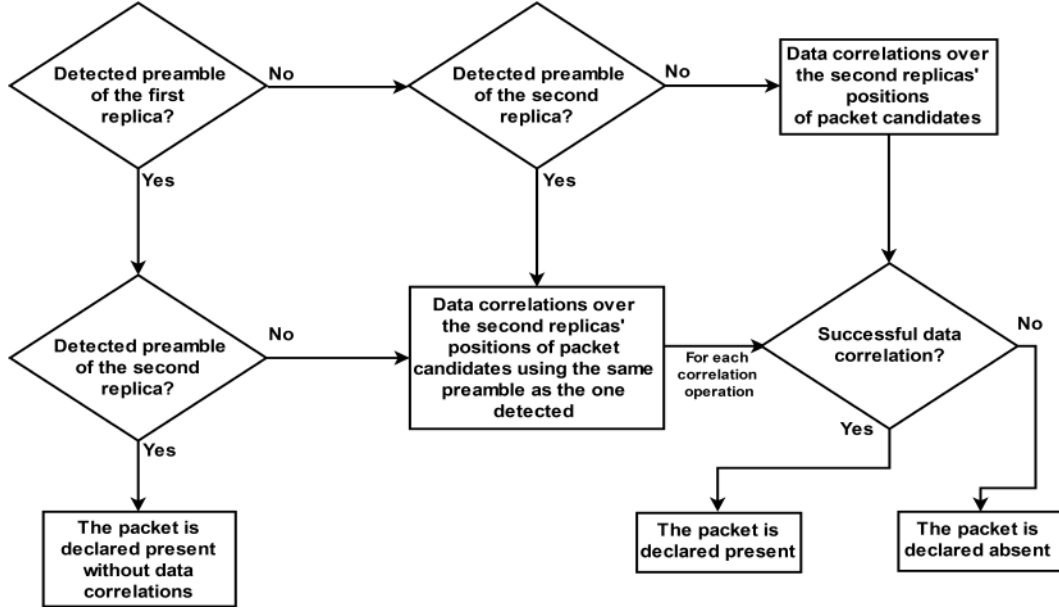 Detected preamble
of the first
replica?
No
Detected preamble
of the second
replica?
No
Data correlations over
the second replicas'
positions
of packet candidates
Yes
Yes
Detected preamble
of the second
replica?
No
Data correlations over
the second replicas'
positions of packet
candidates using the same
preamble as the one
detected
For each
correlation
operation
Successful data
correlation?
No
Yes
Yes
The packet is
declared present
without data
correlations
The packet is
declared present
The packet is
declared absent